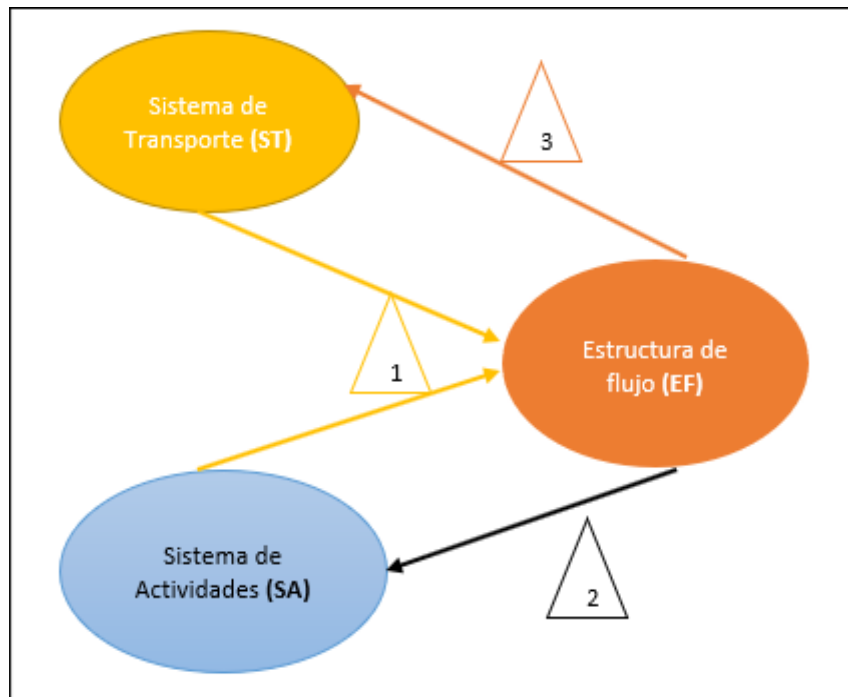 Sistema de
Transporte (ST)
3
Estructura de
flujo (EF)
1
Sistema de
Actividades (SA)
2